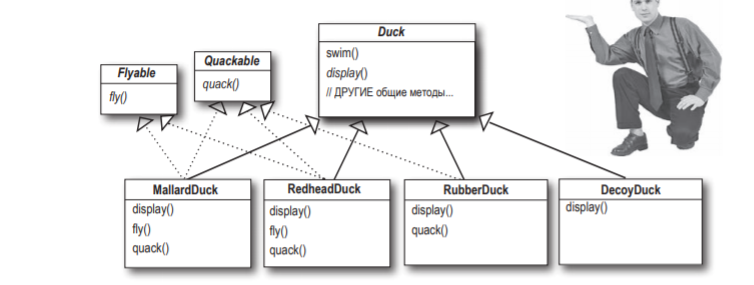 Duck
swim()
display()
// ДРУГИЕ общие методы...
Quackable
quack()
Flyable
fly()
MallardDuck
display()
fly()
quack()
RedheadDuck
display()
fly()
quack()
RubberDuck
display()
quack()
DecoyDuck
display()